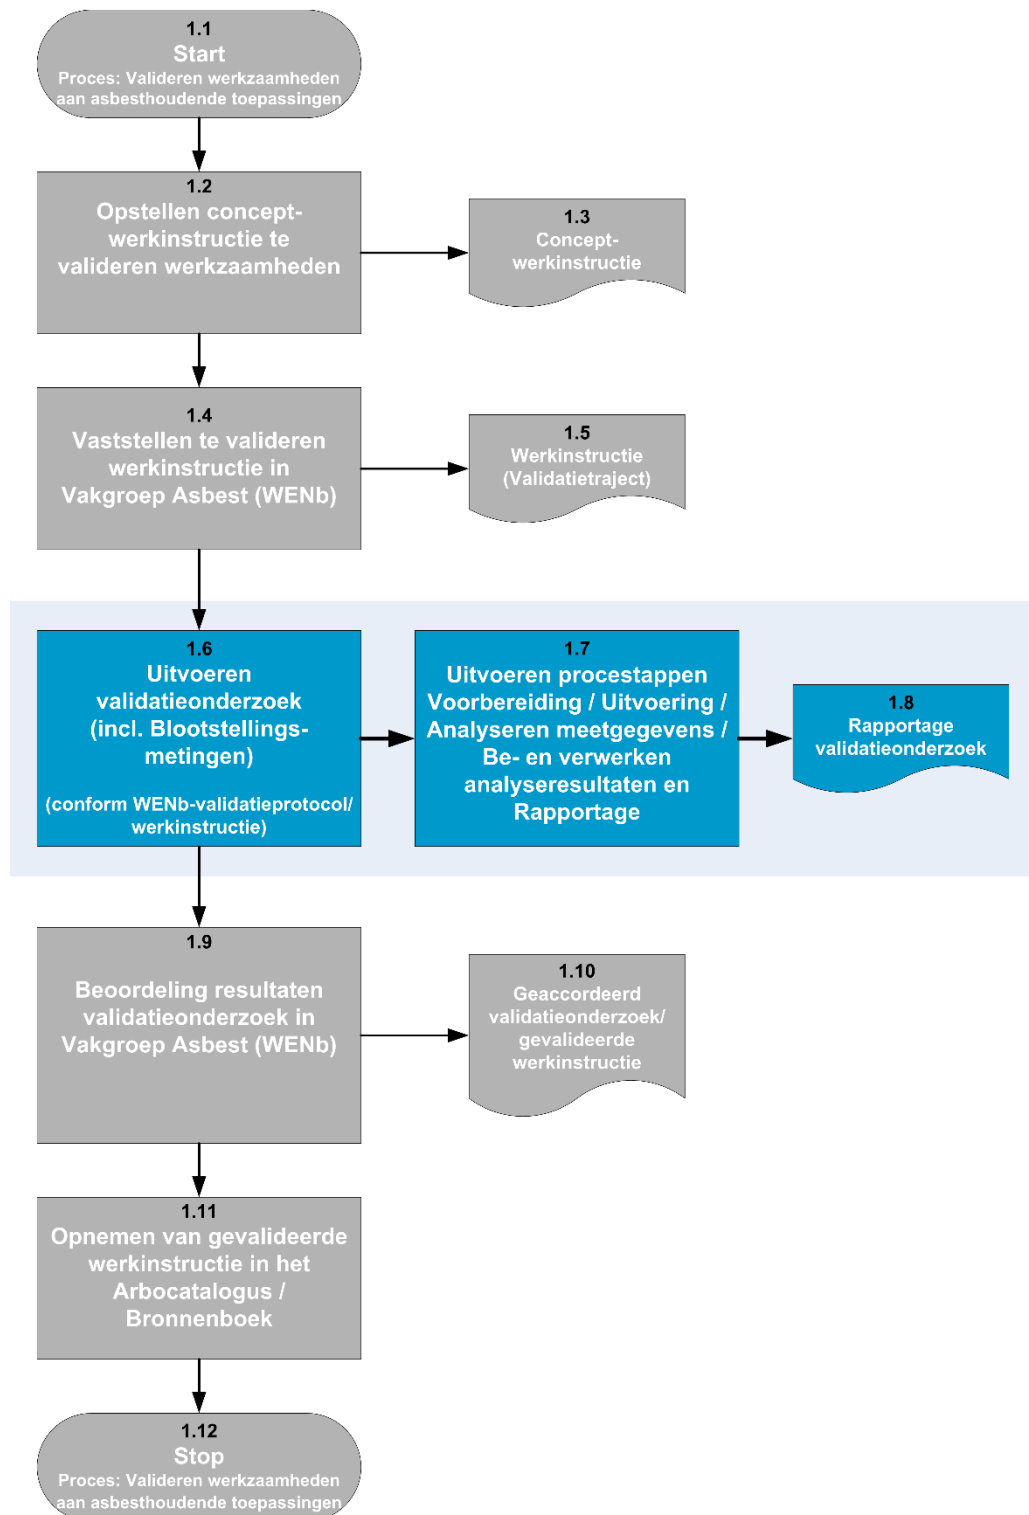 1.1
Start
Proces: Valideren werkzaamheden
aan asbesthoudende toepassingen
1.2
Opstellen concept-
werkinstructie te
valideren werkzaamheden
1.3
Concept-
werkinstructie
1.4
Vaststellen te valideren
werkinstructie in
Vakgroep Asbest (WENb)
1.5
Werkinstructie
(Validatietraject)
1.6
Uitvoeren
validatieonderzoek
(incl. Blootstellings-
metingen)
(conform WENb-validatieprotocol/
werkinstructie)
1.7
Uitvoeren procestappen
Voorbereiding / Uitvoering /
Analyseren meetgegevens /
Be- en verwerken
analyseresultaten en
Rapportage
1.8
Rapportage
validatieonderzoek
1.9
Beoordeling resultaten
validatieonderzoek in
Vakgroep Asbest (WENb)
1.10
Geaccordeerd
validatieonderzoek/
gevalideerde
werkinstructie
1.11
Opnemen van gevalideerde
werkinstructie in het
Arbocatalogus /
Bronnenboek
1.12
Stop
Proces: Valideren werkzaamheden
aan asbesthoudende toepassingen